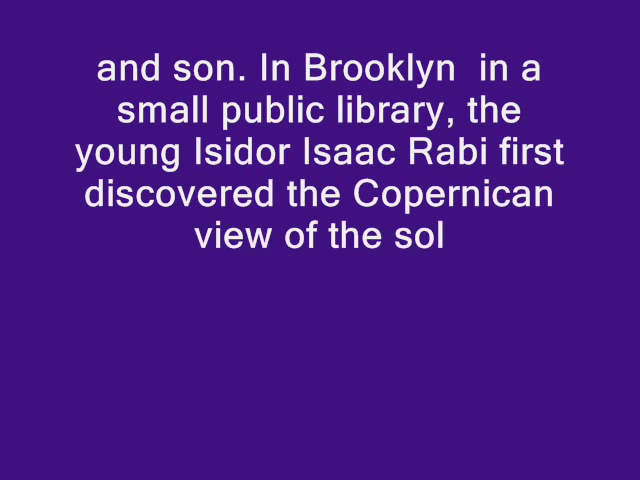 and son. In Brooklyn  in a
small public library, the
young Isidor Isaac Rabi first
discovered the Copernican
view of the sol